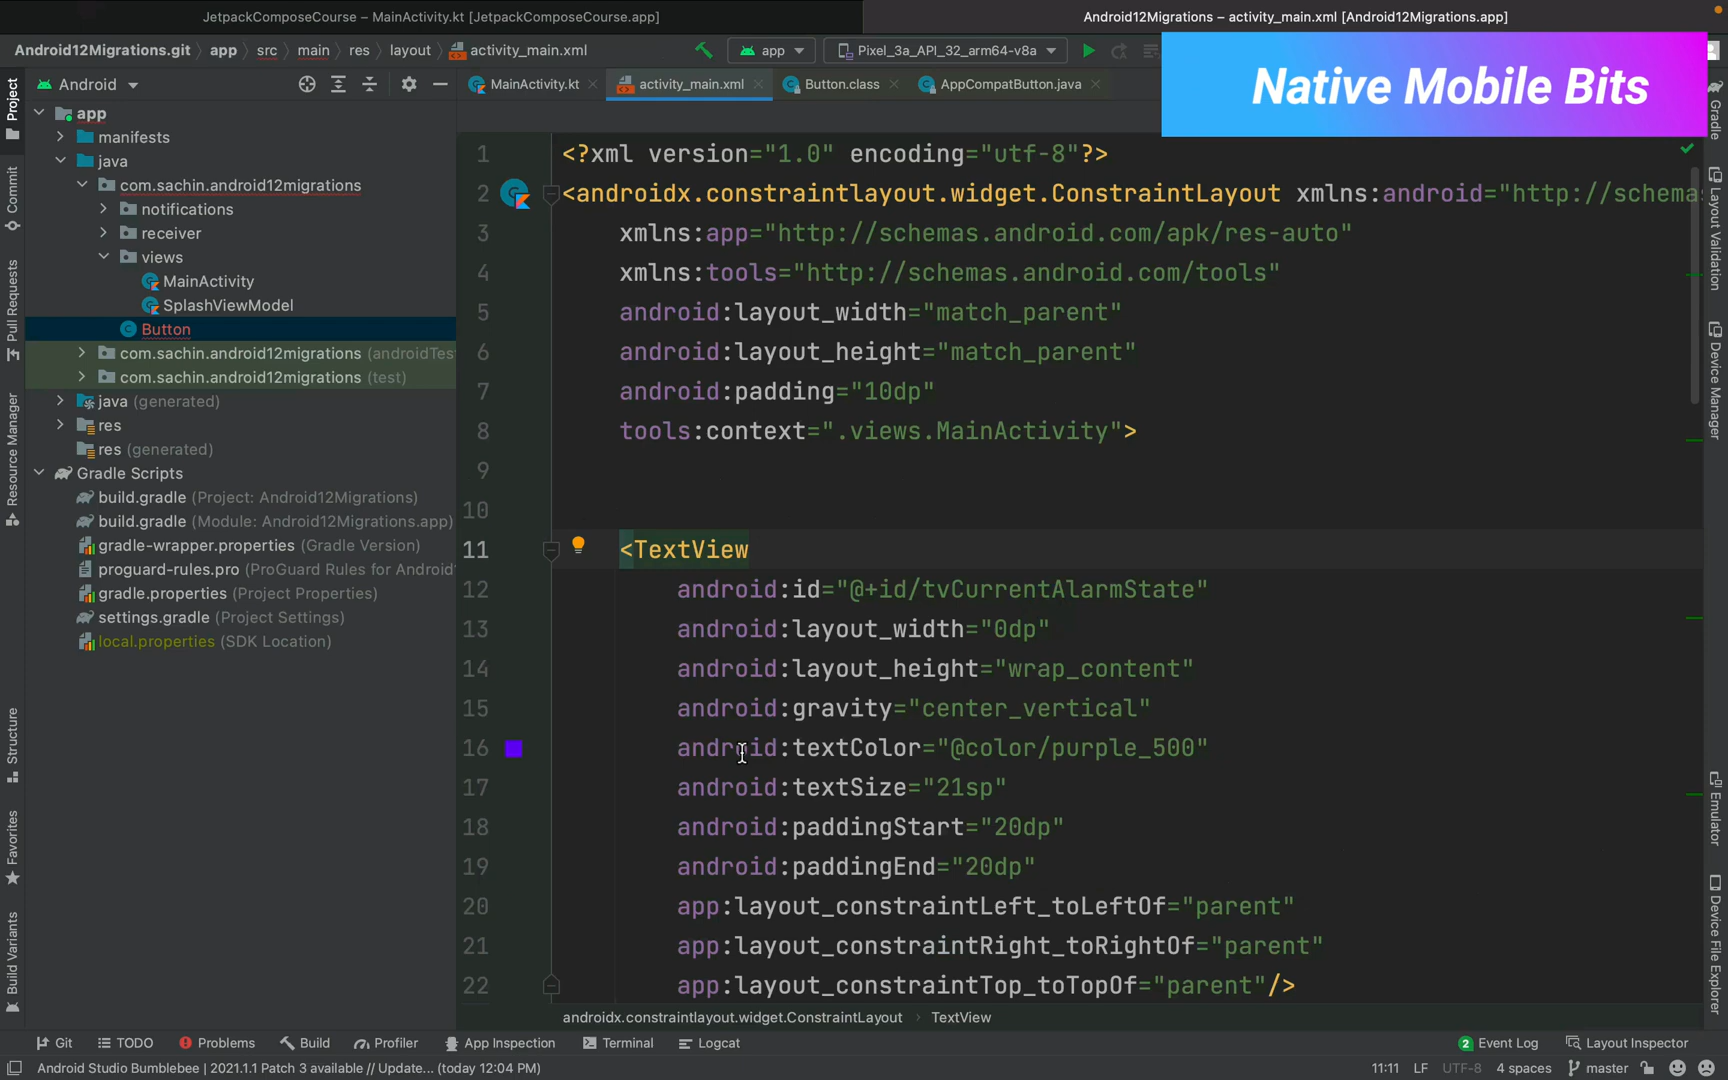 JetpackComposeCourse – MainActivity.kt [JetpackComposeCourse.app]
Android12Migrations – activity_main.xml [Android12Migrations.app]
Android12Migrations.git
app
src
main
res
layout
activity_main.xml
app
Pixel_3a_API_32_arm64-v8a
Native Mobile Bits
Android
MainActivity.kt
activity_main.xml
Button.class
AppCompatButton.java
Project
Commit
Pull Requests
Resource Manager
Structure
Favorites
Build Variants
app
manifests
java
com.sachin.android12migrations
notifications
receiver
views
MainActivity
SplashViewModel
Button
com.sachin.android12migrations (androidTest
com.sachin.android12migrations (test)
java (generated)
res
res (generated)
Gradle Scripts
build.gradle (Project: Android12Migrations)
build.gradle (Module: Android12Migrations.app)
gradle-wrapper.properties (Gradle Version)
proguard-rules.pro (ProGuard Rules for Android
gradle.properties (Project Properties)
settings.gradle (Project Settings)
local.properties (SDK Location)
1 <?xml version="1.0" encoding="utf-8"?>
2 <androidx.constraintlayout.widget.ConstraintLayout xmlns:android="http://schemas
3 xmlns:app="http://schemas.android.com/apk/res-auto"
4 xmlns:tools="http://schemas.android.com/tools"
5 android:layout_width="match_parent"
6 android:layout_height="match_parent"
7 android:padding="10dp"
8 tools:context=".views.MainActivity">
9
10
11 <TextView
12 android:id="@+id/tvCurrentAlarmState"
13 android:layout_width="0dp"
14 android:layout_height="wrap_content"
15 android:gravity="center_vertical"
16 android:textColor="@color/purple_500"
17 android:textSize="21sp"
18 android:paddingStart="20dp"
19 android:paddingEnd="20dp"
20 app:layout_constraintLeft_toLeftOf="parent"
21 app:layout_constraintRight_toRightOf="parent"
22 app:layout_constraintTop_toTopOf="parent"/>
androidx.constraintlayout.widget.ConstraintLayout
TextView
Gradle
Layout Validation
Device Manager
Emulator
Device File Explorer
Git
TODO
Problems
Build
Profiler
App Inspection
Terminal
Logcat
2 Event Log
Layout Inspector
Android Studio Bumblebee | 2021.1.1 Patch 3 available // Update... (today 12:04 PM)
11:11
LF
UTF-8
4 spaces
master